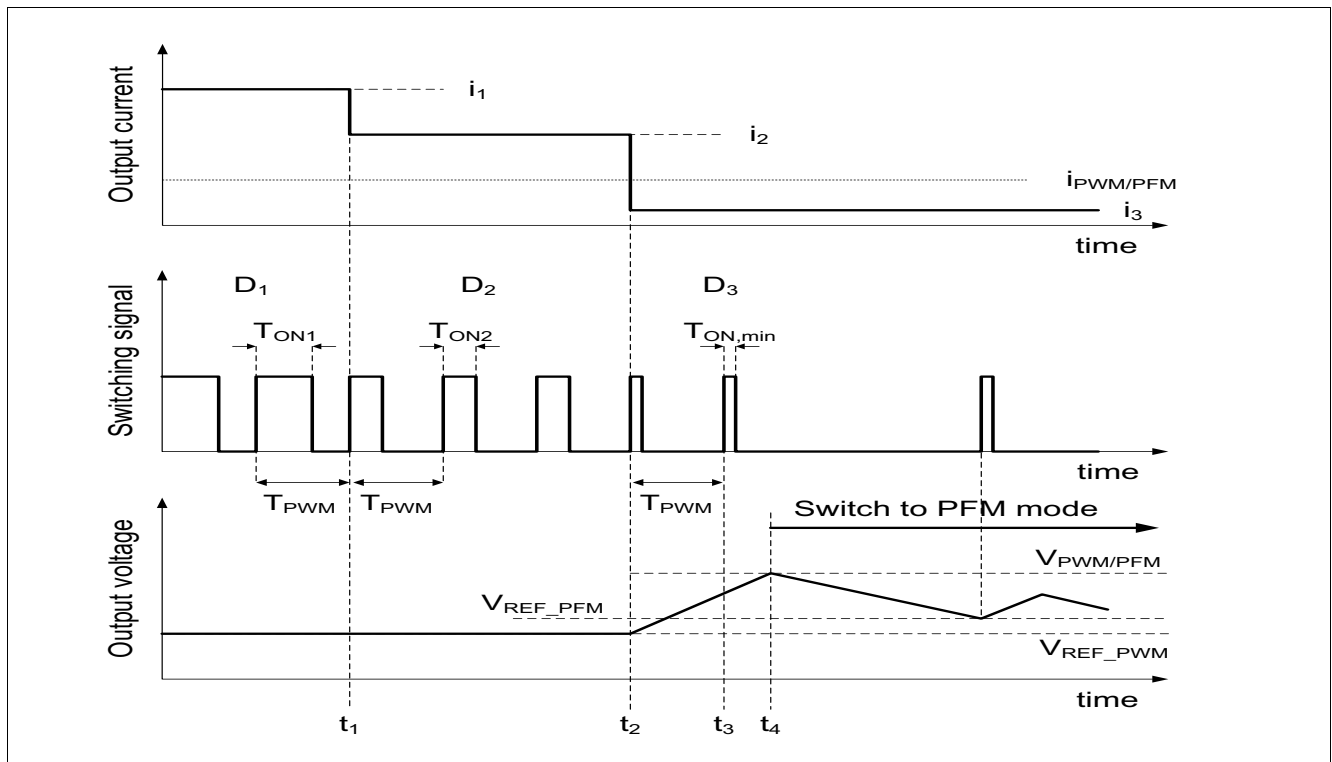 Output current
i1
i2
iPWM/PFM
i3
time
Switching signal
D1 D2 D3
TON1 TON2 TON,min
time
TPWM TPWM TPWM
Output voltage
Switch to PFM mode
VPWM/PFM
VREF_PFM
VREF_PWM
time
t1 t2 t3 t4